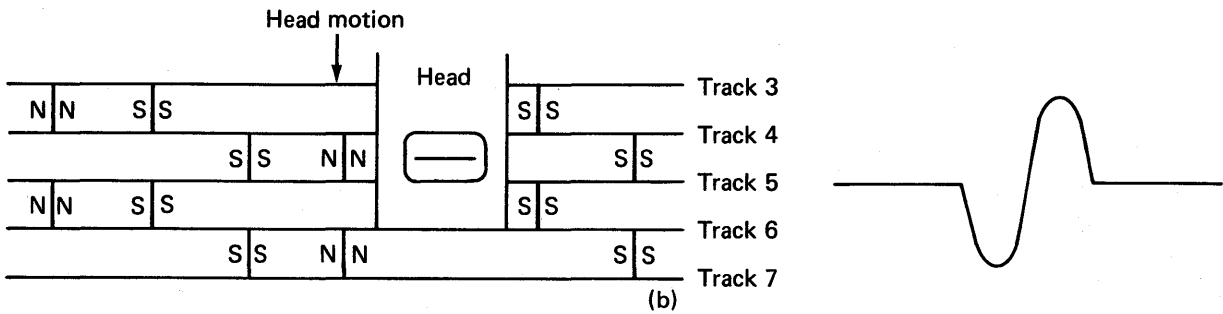 Head motion
Head
Track 3
N N S S S S
Track 4
S S N N S S
Track 5
N N S S S S
Track 6
S S N N S S
Track 7
(b)